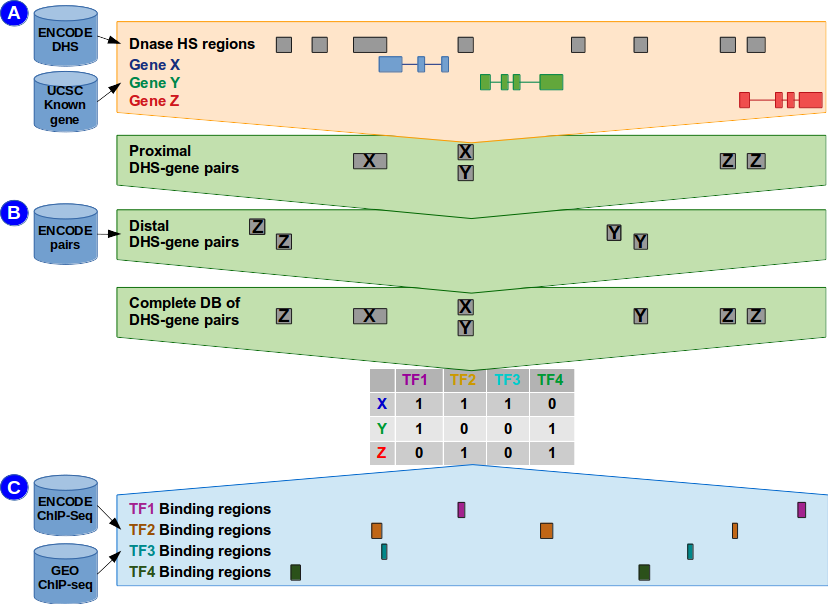 A
ENCODE
DHS
UCSC
Known
gene
Dnase HS regions
Gene X
Gene Y
Gene Z
Proximal
DHS-gene pairs
X
X
Y
Z
Z
B
ENCODE
pairs
Distal
DHS-gene pairs
Z
Z
Y
Y
Complete DB of
DHS-gene pairs
Z
X
X
Y
Y
Z
Z
TF1 TF2 TF3 TF4
X 1 1 1 0
Y 1 0 0 1
Z 0 1 0 1
C
ENCODE
ChIP-Seq
GEO
ChIP-seq
TF1 Binding regions
TF2 Binding regions
TF3 Binding regions
TF4 Binding regions